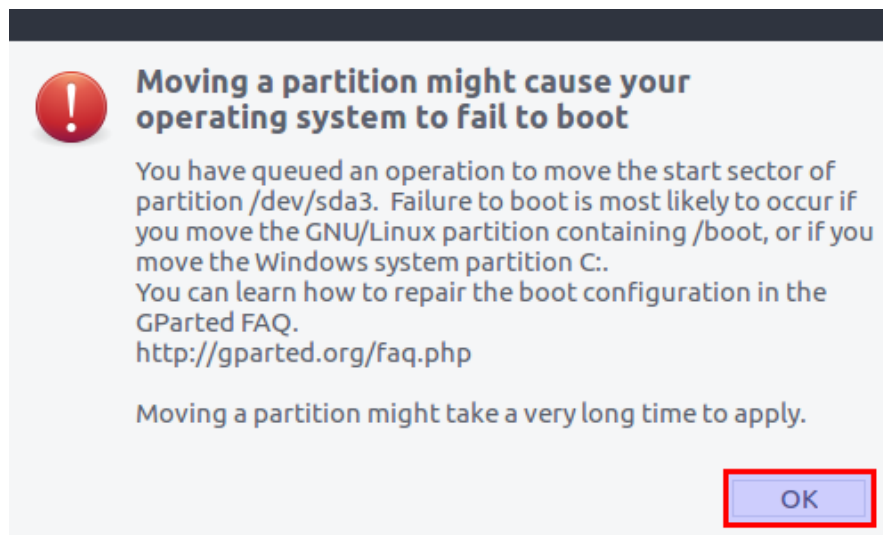 Moving a partition might cause your
operating system to fail to boot
You have queued an operation to move the start sector of
partition /dev/sda3.  Failure to boot is most likely to occur if
you move the GNU/Linux partition containing /boot, or if you
move the Windows system partition C:.
You can learn how to repair the boot configuration in the
GParted FAQ.
http://gparted.org/faq.php
Moving a partition might take a very long time to apply.
OK